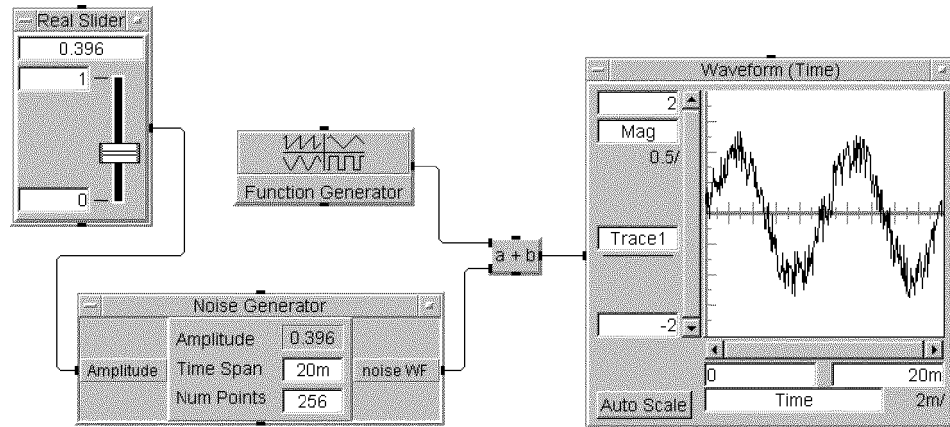 Real Slider
0.396
1
0
Function Generator
a + b
Noise Generator
Amplitude
Amplitude 0.396
Time Span 20m
Num Points 256
noise WF
Waveform (Time)
2
Mag
0.5/
Trace1
-2
0 20m
Auto Scale
Time
2m/